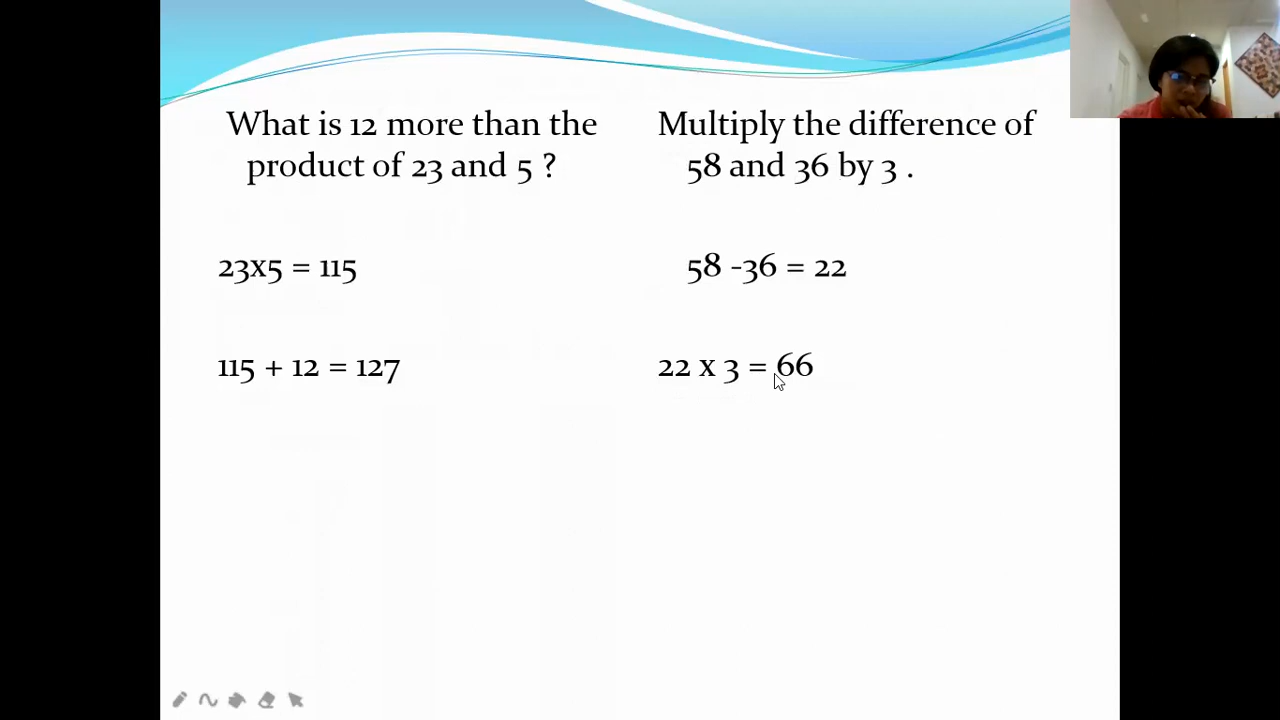 What is 12 more than the
product of 23 and 5 ?
23x5 = 115
115 + 12 = 127
Multiply the difference of
58 and 36 by 3 .
58 -36 = 22
22 x 3 = 66